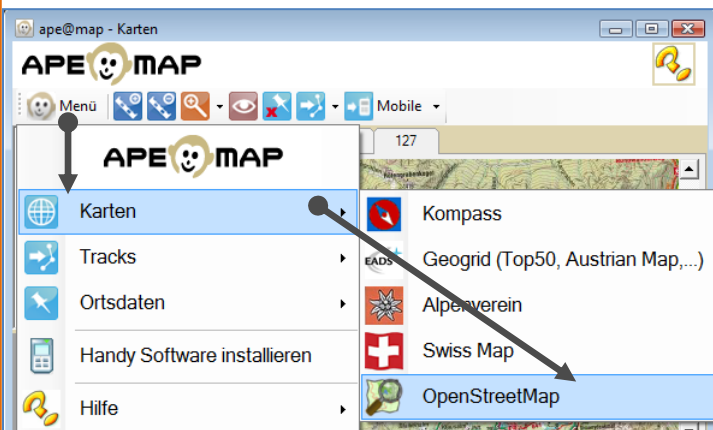 ape@map - Karten
APE MAP
Menü
Mobile
127
APE MAP
Karten
Tracks
Ortsdaten
Handy Software installieren
Hilfe
Kompass
EADS
Geogrid (Top50, Austrian Map,...)
Alpenverein
Swiss Map
OpenStreetMap